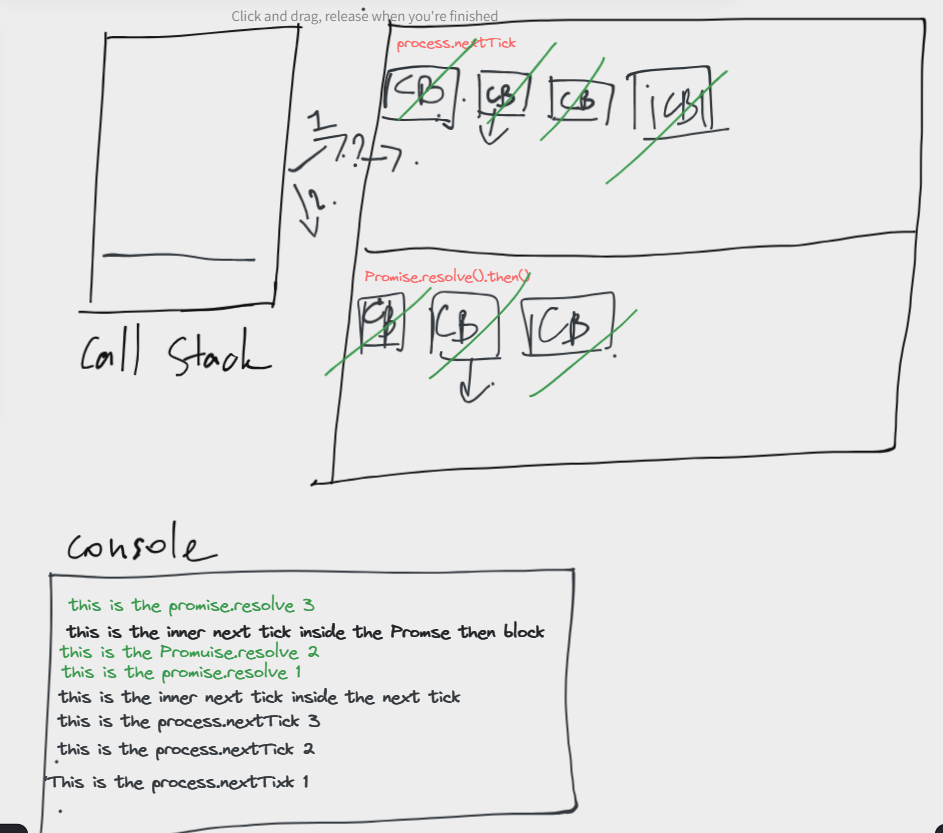 Click and drag, release when you're finished
process.nextTick
CB CB CB CB
1
?? 
2.
Promise.resolve().then()
CB CB CB
Call Stack
console
this is the promise.resolve 3
this is the inner next tick inside the Promse then block
this is the Promuise.resolve 2
this is the promise.resolve 1
this is the inner next tick inside the next tick
this is the process.nextTick 3
this is the process.nextTick 2
This is the process.nextTixk 1